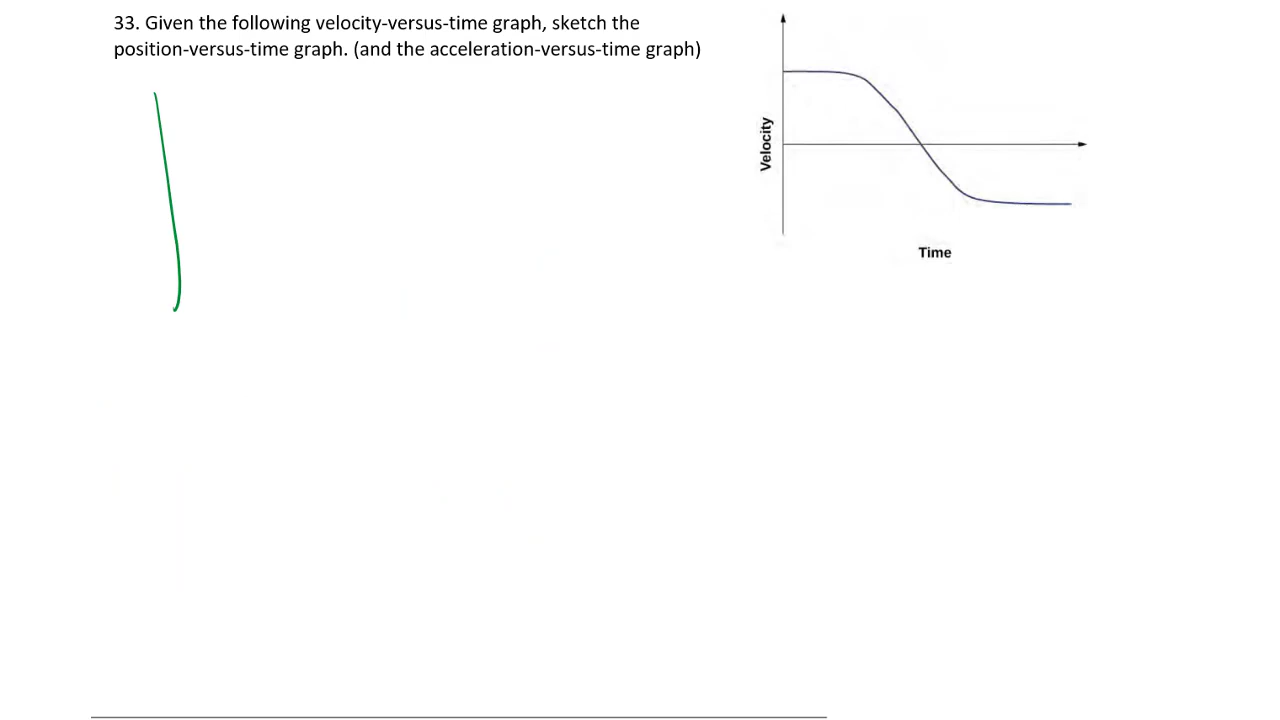 33. Given the following velocity-versus-time graph, sketch the
position-versus-time graph. (and the acceleration-versus-time graph)
Velocity
Time